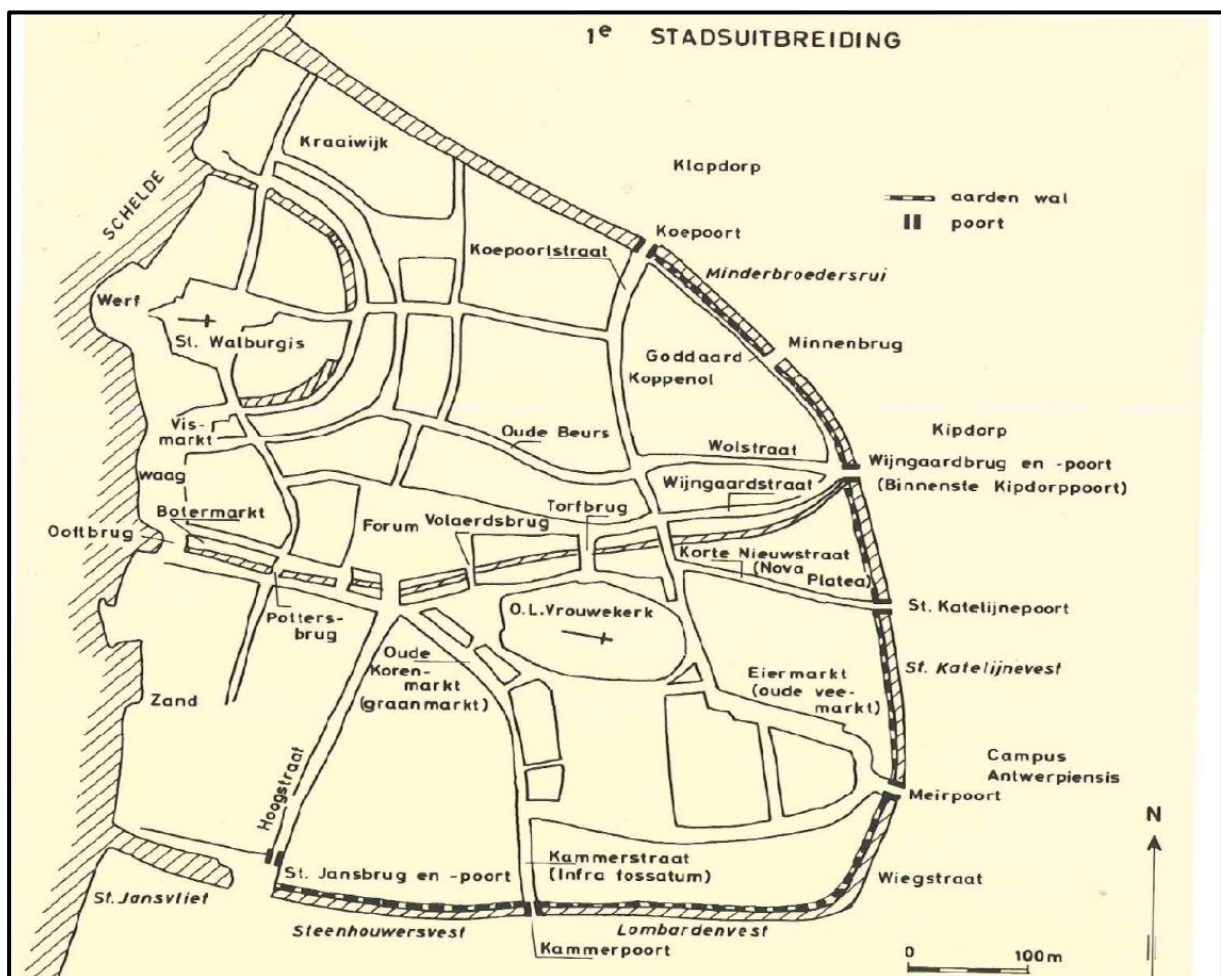 1e STADSUITBREIDING
Kraaiwijk
Klapdorp
SCHELDE
aarden wal
poort
Koepoort
Koepoortstraat
Minderbroedersrui
Werf
St. Walburgis
Minnenbrug
Goddaard
Koppenol
Vis-
markt
Oude Beurs
Kipdorp
Wolstraat
Wijngaardbrug en -poort
(Binnenste Kipdorppoort)
waag
Wijngaardstraat
Botermarkt
Torfbrug
Forum
Volaerdsbrug
Ooftbrug
Korte Nieuwstraat
(Nova
Platea)
St. Katelijnepoort
O.L.Vrouwekerk
Potters-
brug
Oude
Koren-
markt
(graanmarkt)
Eiermarkt
(oude vee-
markt)
St. Katelijnevest
Zand
Campus
Antwerpiensis
Meirpoort
Hoogstraat
N
Kammerstraat
(Infra fossatum)
St. Jansbrug en -poort
Wiegstraat
St. Jansvliet
Steenhouwersvest
Lombardenvest
Kammerpoort
0 100m